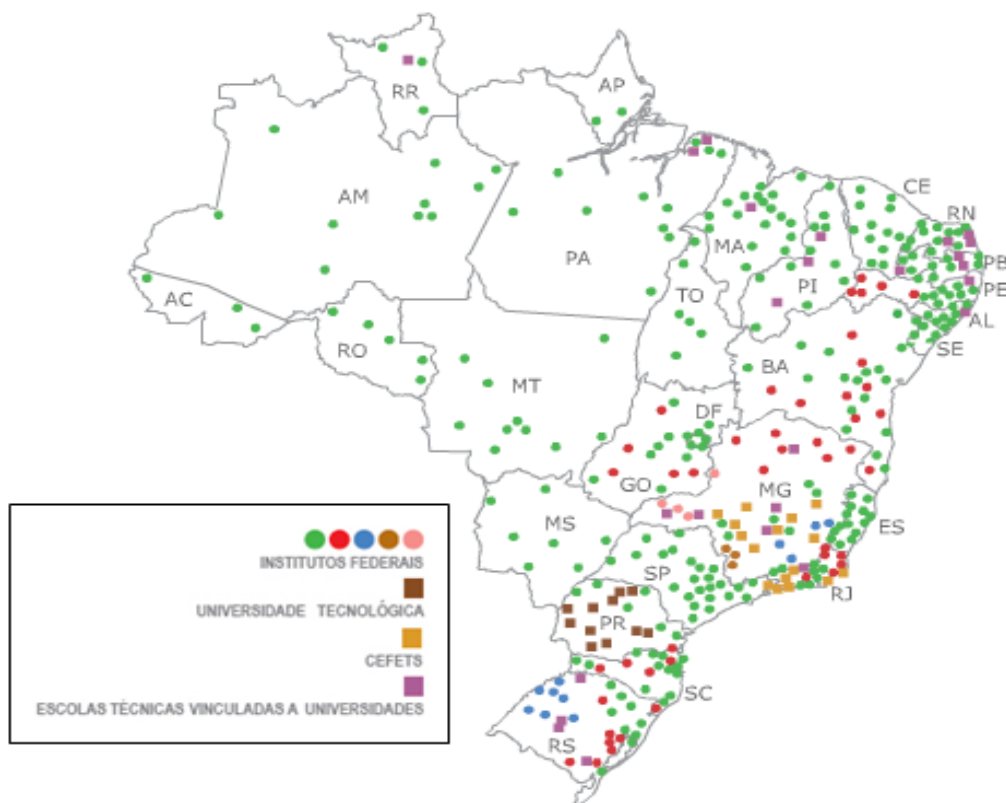 RR
AP
AM
PA
MA
CE
RN
PB
PE
AL
SE
PI
TO
AC
RO
MT
BA
DF
GO
MG
ES
MS
SP
RJ
PR
SC
RS
INSTITUTOS FEDERAIS
UNIVERSIDADE TECNOLÓGICA
CEFETS
ESCOLAS TÉCNICAS VINCULADAS A UNIVERSIDADES